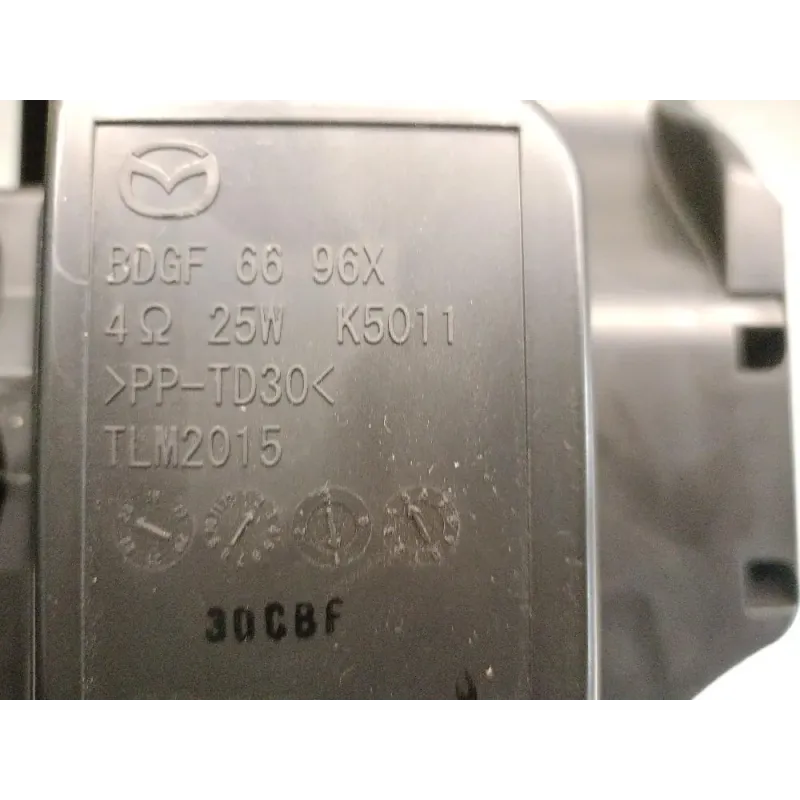 BDGF 66 96X
4Ω 25W K5011
>PP-TD30<
TLM2015
30CBF